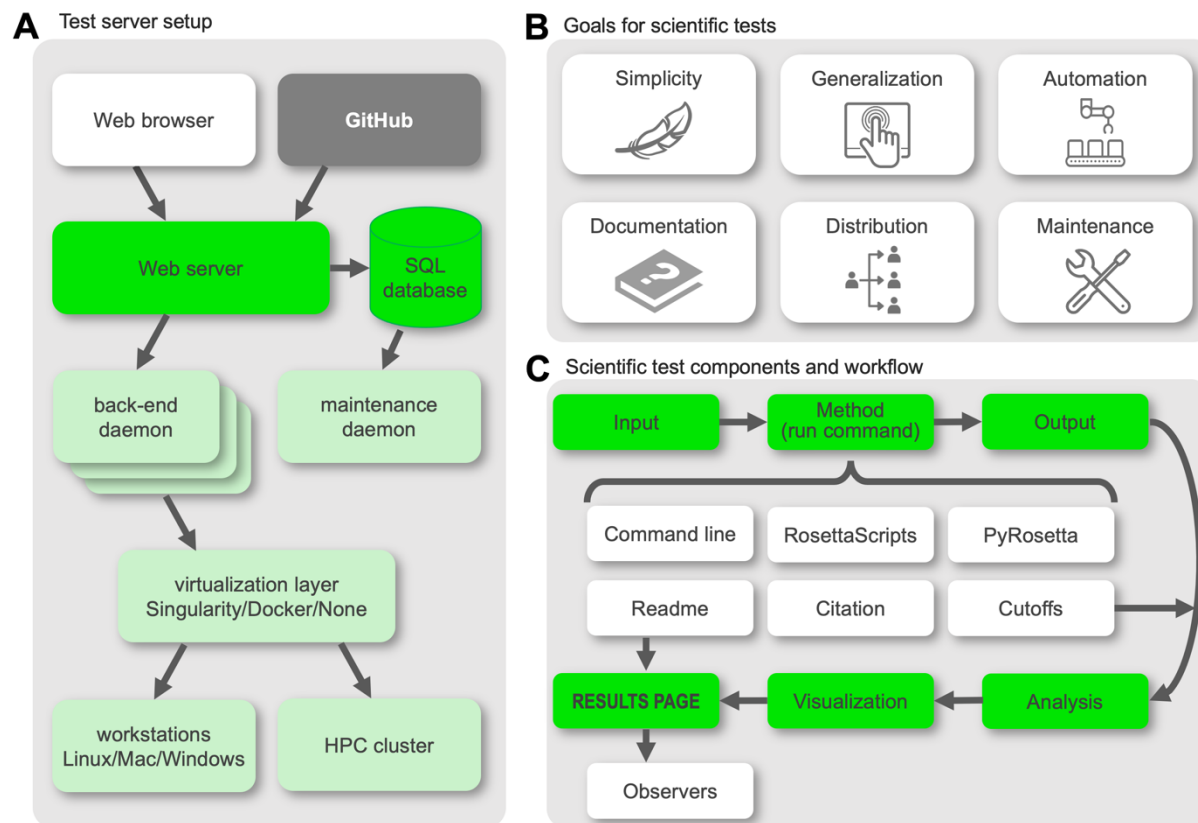 A Test server setup
Web browser
GitHub
Web server
SQL
database
back-end
daemon
maintenance
daemon
virtualization layer
Singularity/Docker/None
workstations
Linux/Mac/Windows
HPC cluster
B Goals for scientific tests
Simplicity
Generalization
Automation
Documentation
?
Distribution
Maintenance
C Scientific test components and workflow
Input
Method
(run command)
Output
Command line
RosettaScripts
PyRosetta
Readme
Citation
Cutoffs
RESULTS PAGE
Visualization
Analysis
Observers